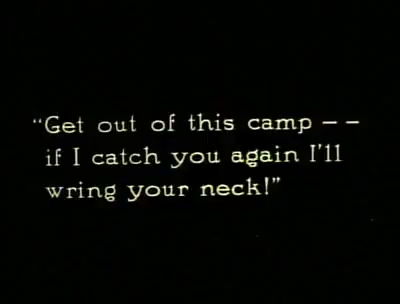 “Get out of this camp – –
if I catch you again I'll
wring your neck!”